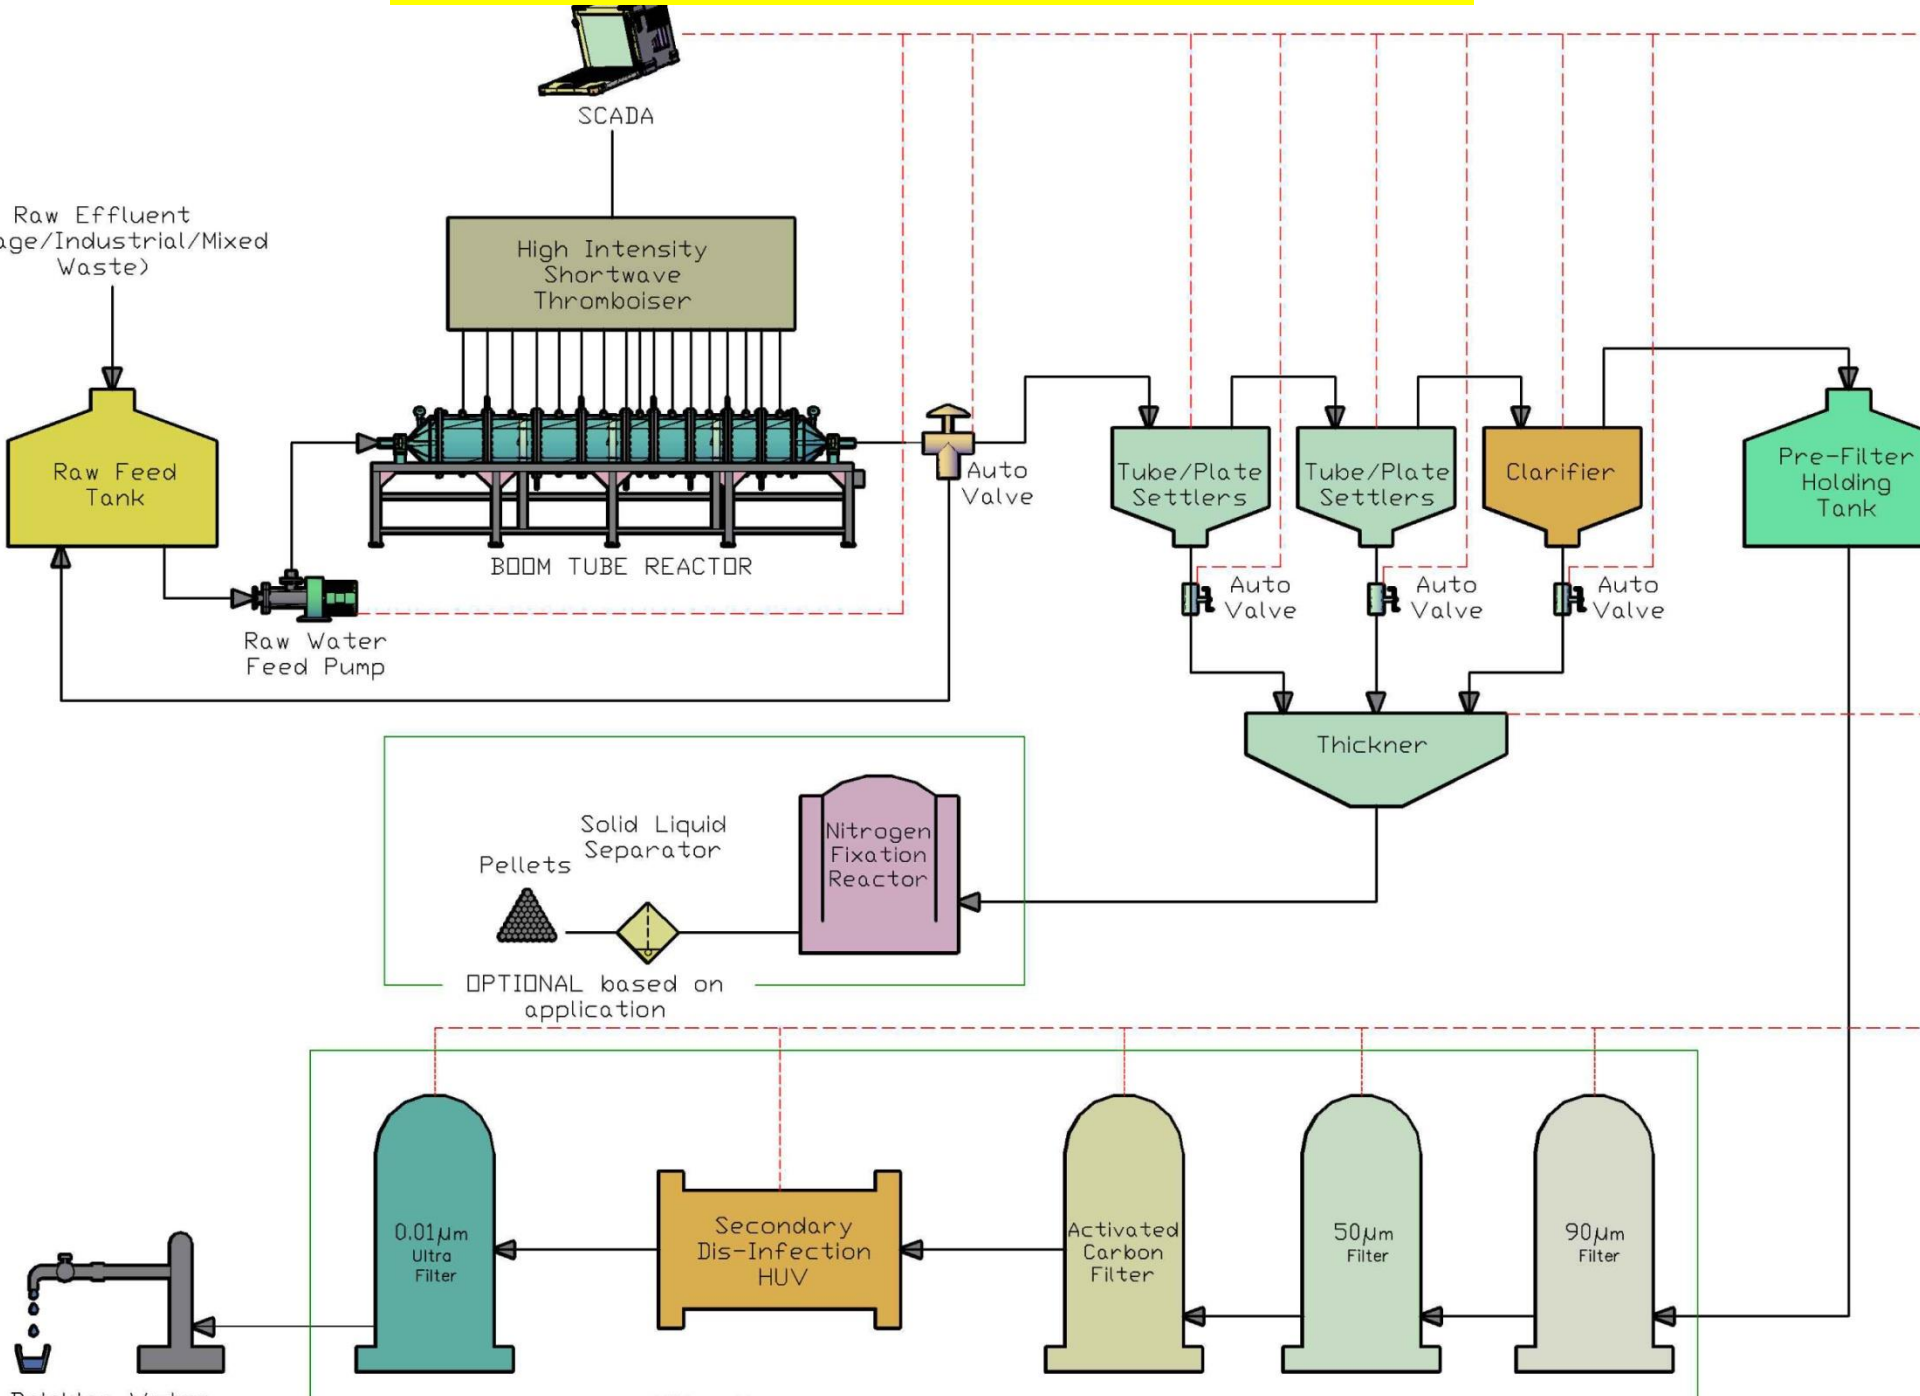 SCADA
Raw Effluent
age/Industrial/Mixed
Waste)
High Intensity
Shortwave
Thromboiser
Raw Feed
Tank
Raw Water
Feed Pump
BOOM TUBE REACTOR
Auto
Valve
Tube/Plate
Settlers
Tube/Plate
Settlers
Clarifier
Pre-Filter
Holding
Tank
Auto
Valve
Auto
Valve
Auto
Valve
Thickner
Nitrogen
Fixation
Reactor
Solid Liquid
Separator
Pellets
OPTIONAL based on
application
0.01µm
Ultra
Filter
Secondary
Dis-Infection
HUV
Activated
Carbon
Filter
50µm
Filter
90µm
Filter